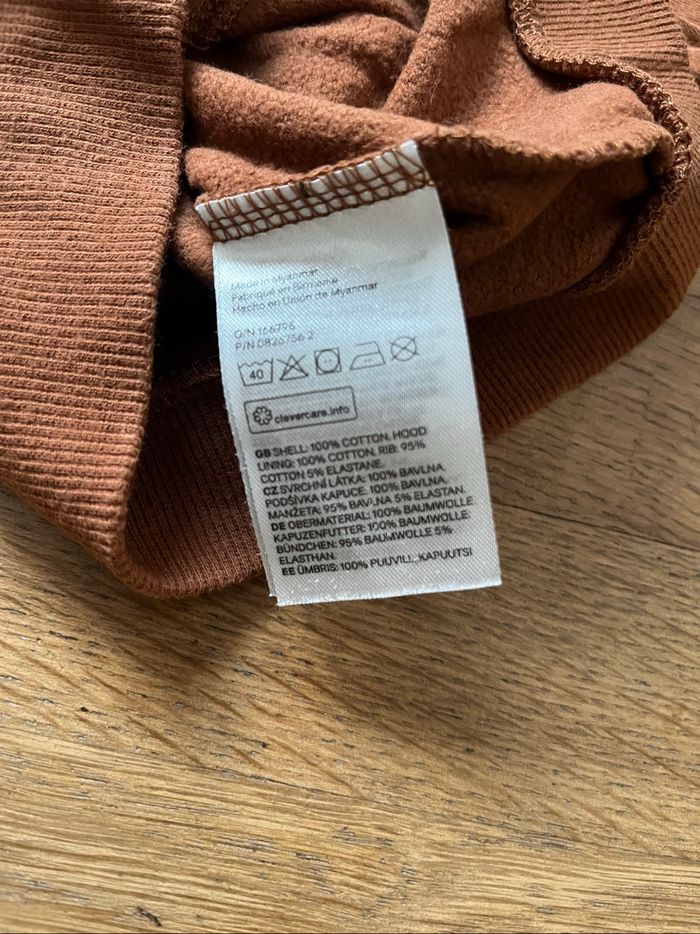 Made in Myanmar
Fabriqué en Birmanie
Hecho en Unión de Myanmar
O/N 166796
P/N 0826756 2
40
clevercare.info
GB SHELL: 100% COTTON. HOOD
LINING: 100% COTTON. RIB: 95%
COTTON 5% ELASTANE.
CZ SVRCHNÍ LÁTKA: 100% BAVLNA.
PODŠÍVKA KAPUCE: 100% BAVLNA.
MANŽETA: 95% BAVLNA 5% ELASTAN.
DE OBERMATERIAL: 100% BAUMWOLLE.
KAPUZENFUTTER: 100% BAUMWOLLE.
BÜNDCHEN: 95% BAUMWOLLE 5%
ELASTHAN.
EE ÜMBRIS: 100% PUUVILL, KAPUUTSI